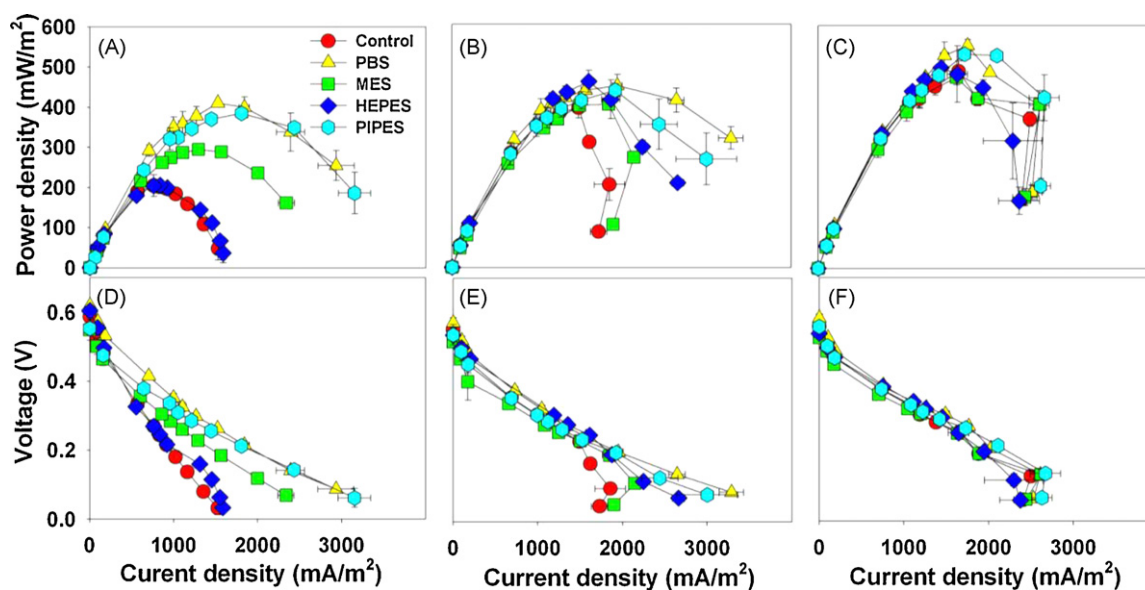 600
500
400
300
200
100
0
Power density (mW/m²)
(A)
Control
PBS
MES
HEPES
PIPES
(B)
(C)
0.6
0.4
0.2
0.0
Voltage (V)
(D)
(E)
(F)
0 1000 2000 3000
0 1000 2000 3000
0 1000 2000 3000
Curent density (mA/m²)
Current density (mA/m²)
Current density (mA/m²)